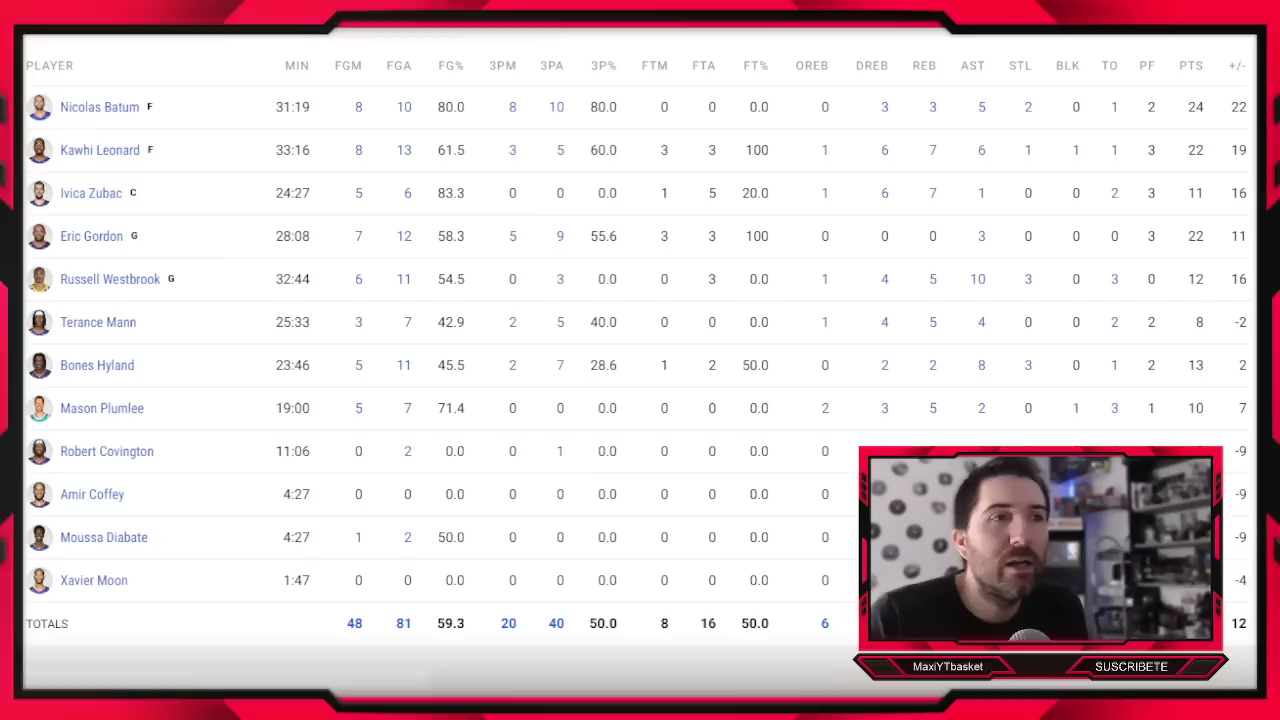 PLAYER MIN FGM FGA FG% 3PM 3PA 3P% FTM FTA FT% OREB DREB REB AST STL BLK TO PF PTS +/-
Nicolas Batum F 31:19 8 10 80.0 8 10 80.0 0 0 0.0 0 3 3 5 2 0 1 2 24 22
Kawhi Leonard F 33:16 8 13 61.5 3 5 60.0 3 3 100 1 6 7 6 1 1 1 3 22 19
Ivica Zubac C 24:27 5 6 83.3 0 0 0.0 1 5 20.0 1 6 7 1 0 0 2 3 11 16
Eric Gordon G 28:08 7 12 58.3 5 9 55.6 3 3 100 0 0 0 3 0 0 0 3 22 11
Russell Westbrook G 32:44 6 11 54.5 0 3 0.0 0 3 0.0 1 4 5 10 3 0 3 0 12 16
Terance Mann 25:33 3 7 42.9 2 5 40.0 0 0 0.0 1 4 5 4 0 0 2 2 8 -2
Bones Hyland 23:46 5 11 45.5 2 7 28.6 1 2 50.0 0 2 2 8 3 0 1 2 13 2
Mason Plumlee 19:00 5 7 71.4 0 0 0.0 0 0 0.0 2 3 5 2 0 1 3 1 10 7
Robert Covington 11:06 0 2 0.0 0 1 0.0 0 0 0.0 0 -9
Amir Coffey 4:27 0 0 0.0 0 0 0.0 0 0 0.0 0 -9
Moussa Diabate 4:27 1 2 50.0 0 0 0.0 0 0 0.0 0 -9
Xavier Moon 1:47 0 0 0.0 0 0 0.0 0 0 0.0 0 -4
TOTALS 48 81 59.3 20 40 50.0 8 16 50.0 6 12
MaxiYTbasket SUSCRIBETE